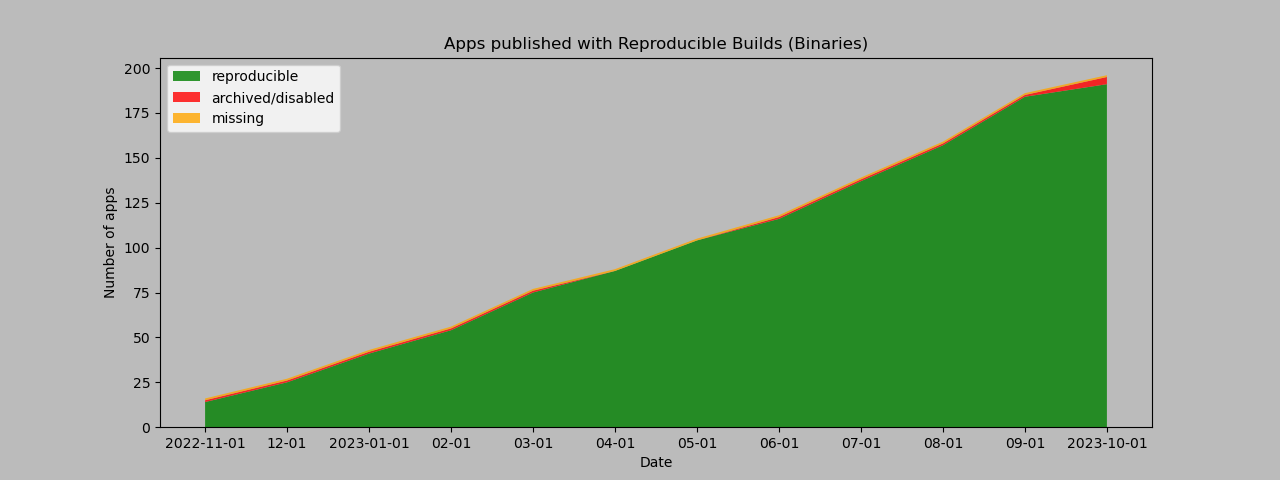 Apps published with Reproducible Builds (Binaries)
reproducible
archived/disabled
missing
Number of apps
200
175
150
125
100
75
50
25
0
2022-11-01 12-01 2023-01-01 02-01 03-01 04-01 05-01 06-01 07-01 08-01 09-01 2023-10-01
Date